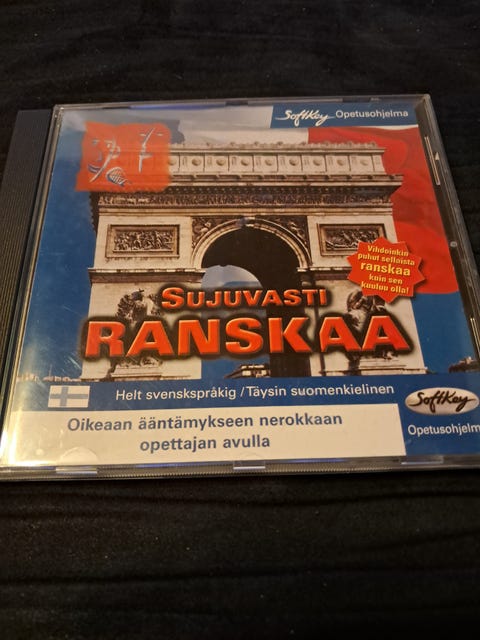 SoftKey Opetusohjelma
Vihdoinkin
puhut sellaista
ranskaa
kuin sen
kuuluu olla!
SUJUVASTI
RANSKAA
Helt svenskspråkig / Täysin suomenkielinen
SoftKey
Opetusohjelma
Oikeaan ääntämykseen nerokkaan
opettajan avulla